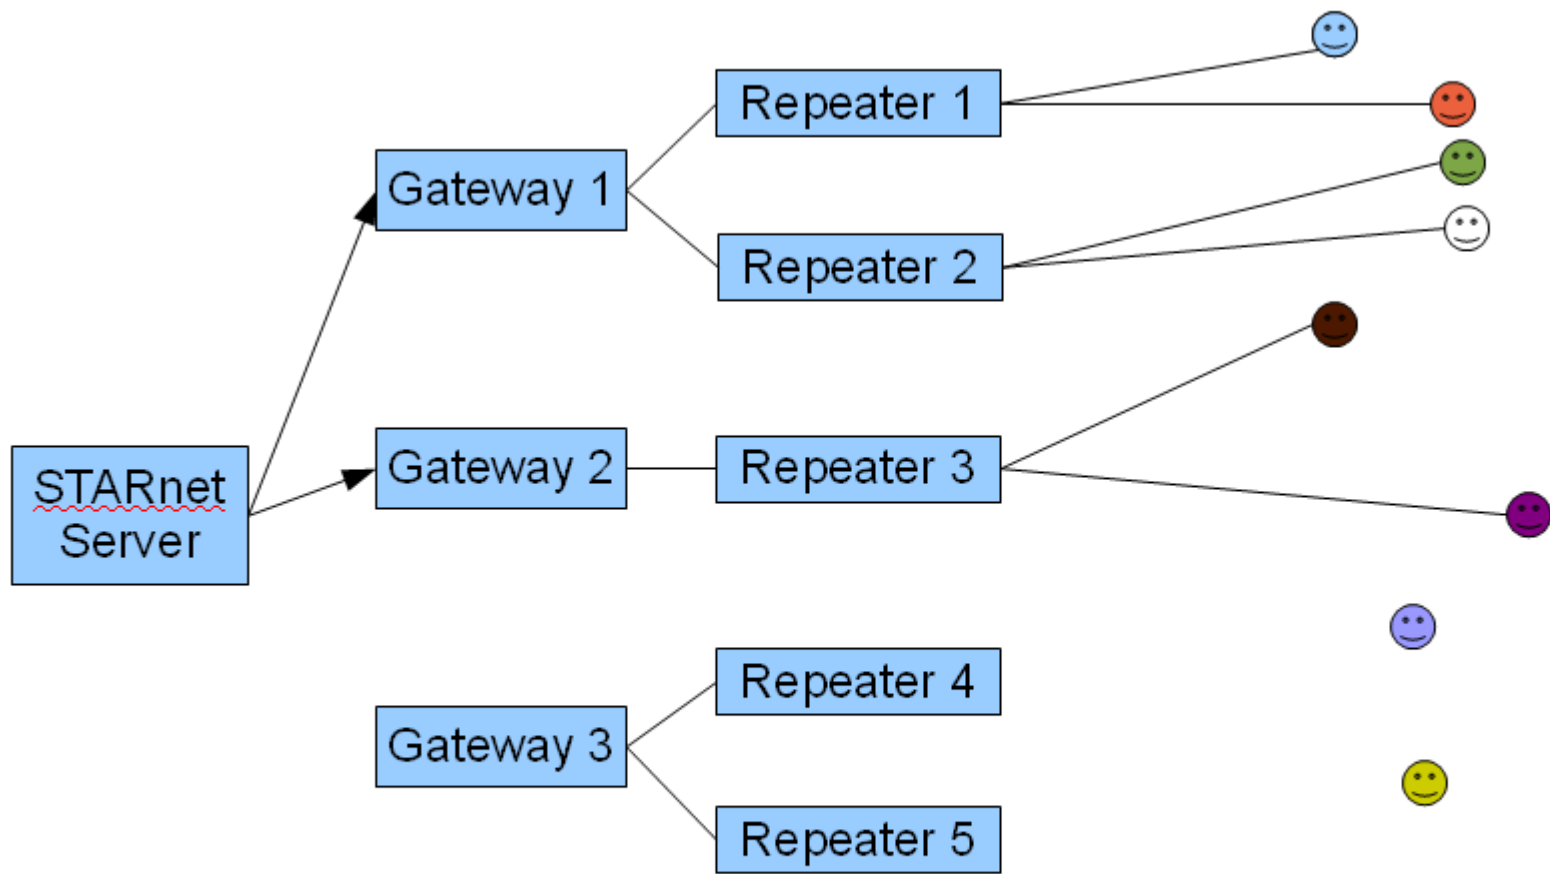 Repeater 1
Gateway 1
Repeater 2
Gateway 2
Repeater 3
STARnet
Server
Repeater 4
Gateway 3
Repeater 5